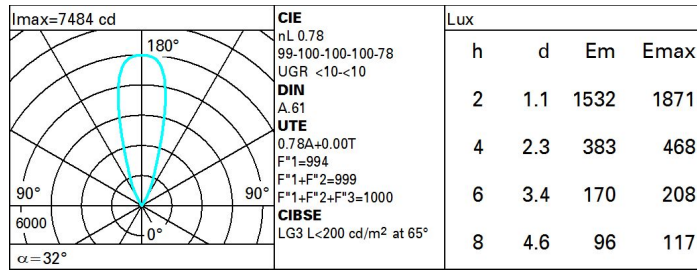 Imax=7484 cd
180°
90°
90°
6000
0°
α=32°
CIE
nL 0.78
99-100-100-100-78
UGR <10-<10
DIN
A.61
UTE
0.78A+0.00T
F"1=994
F"1+F"2=999
F"1+F"2+F"3=1000
CIBSE
LG3 L<200 cd/m² at 65°
Lux
h d Em Emax
2 1.1 1532 1871
4 2.3 383 468
6 3.4 170 208
8 4.6 96 117